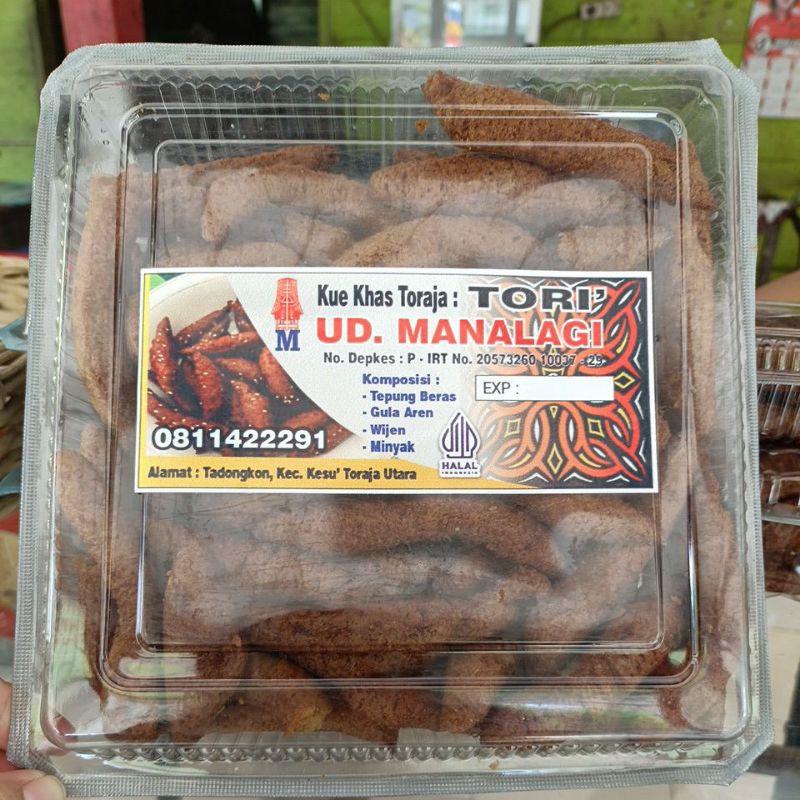 Kue Khas Toraja : TORI'
M
UD. MANALAGI
No. Depkes : P - IRT No. 20573260 10037 - 29
Komposisi :
- Tepung Beras
- Gula Aren
- Wijen
- Minyak
EXP :
HALAL
INDONESIA
0811422291
Alamat : Tadongkon, Kec. Kesu' Toraja Utara